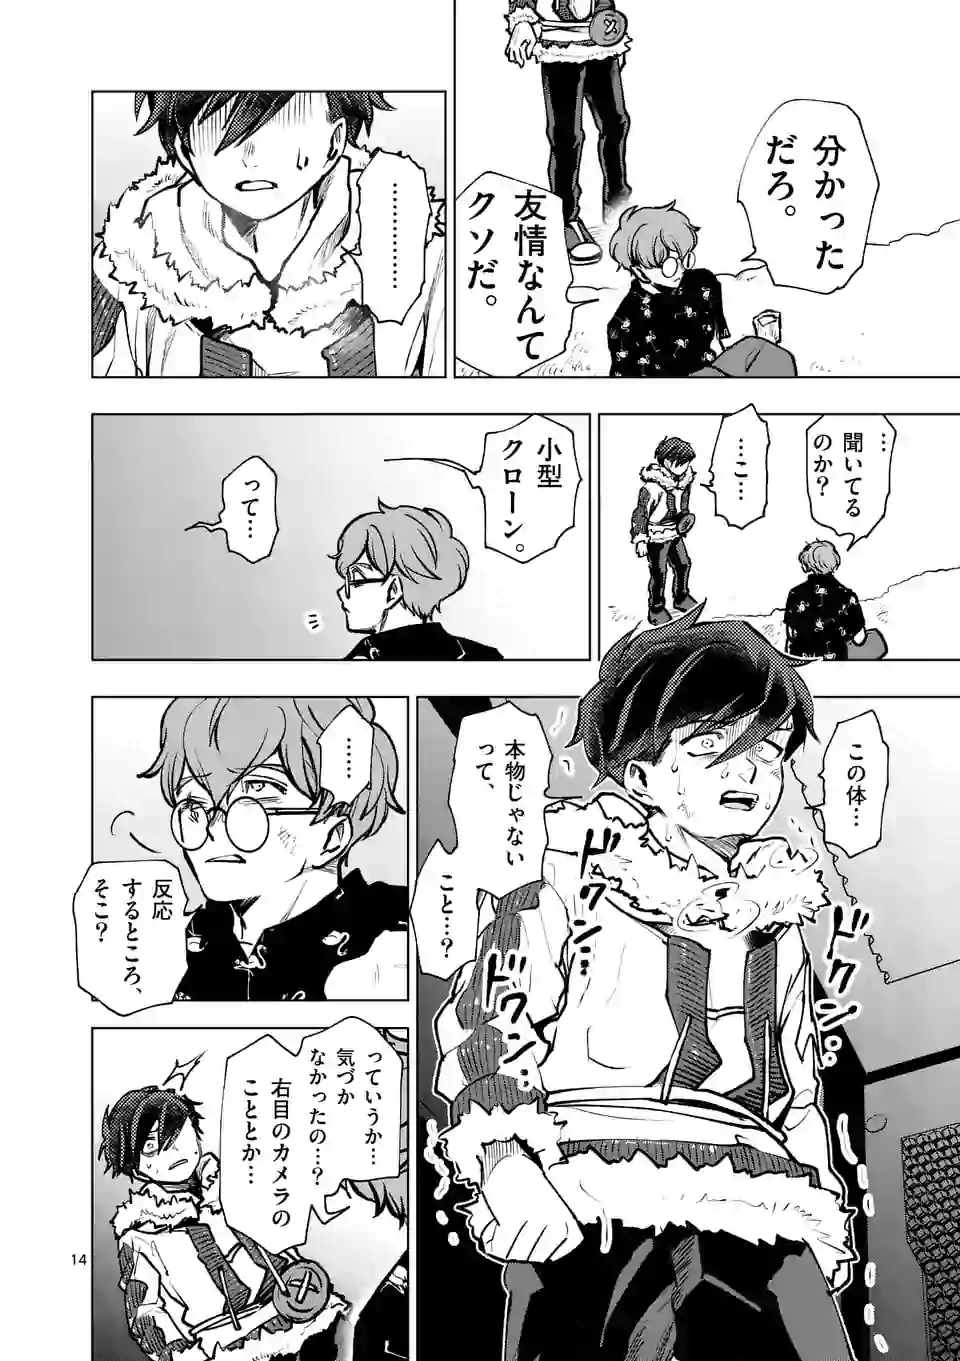 分かった
だろ。
友情なんて
クソだ。
…………
…
聞いてる
のか？
…こ…
小型
クローン。
って…
この体…
本物じゃない
って、
こと…？
ドクン
ドクン…
ドクン
……
反応
するところ、
そこ？
っていうか…
気づか
なかったの…？
右目のカメラの
こととか…
14